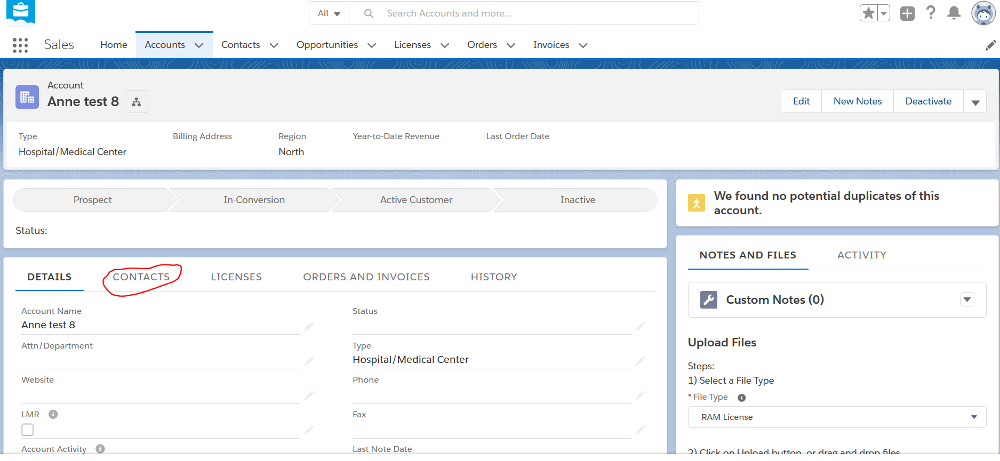 All
Search Accounts and more...
Sales
Home
Accounts
Contacts
Opportunities
Licenses
Orders
Invoices
Account
Anne test 8
Edit
New Notes
Deactivate
Type
Billing Address
Region
Year-to-Date Revenue
Last Order Date
Hospital/Medical Center
North
Prospect
In-Conversion
Active Customer
Inactive
Status:
We found no potential duplicates of this
account.
DETAILS
CONTACTS
LICENSES
ORDERS AND INVOICES
HISTORY
Account Name
Anne test 8
Status
Attn/Department
Type
Hospital/Medical Center
Website
Phone
LMR
Fax
Account Activity
Last Note Date
NOTES AND FILES
ACTIVITY
Custom Notes (0)
Upload Files
Steps:
1) Select a File Type
* File Type
RAM License
2) Click on Upload button, or drag and drop files